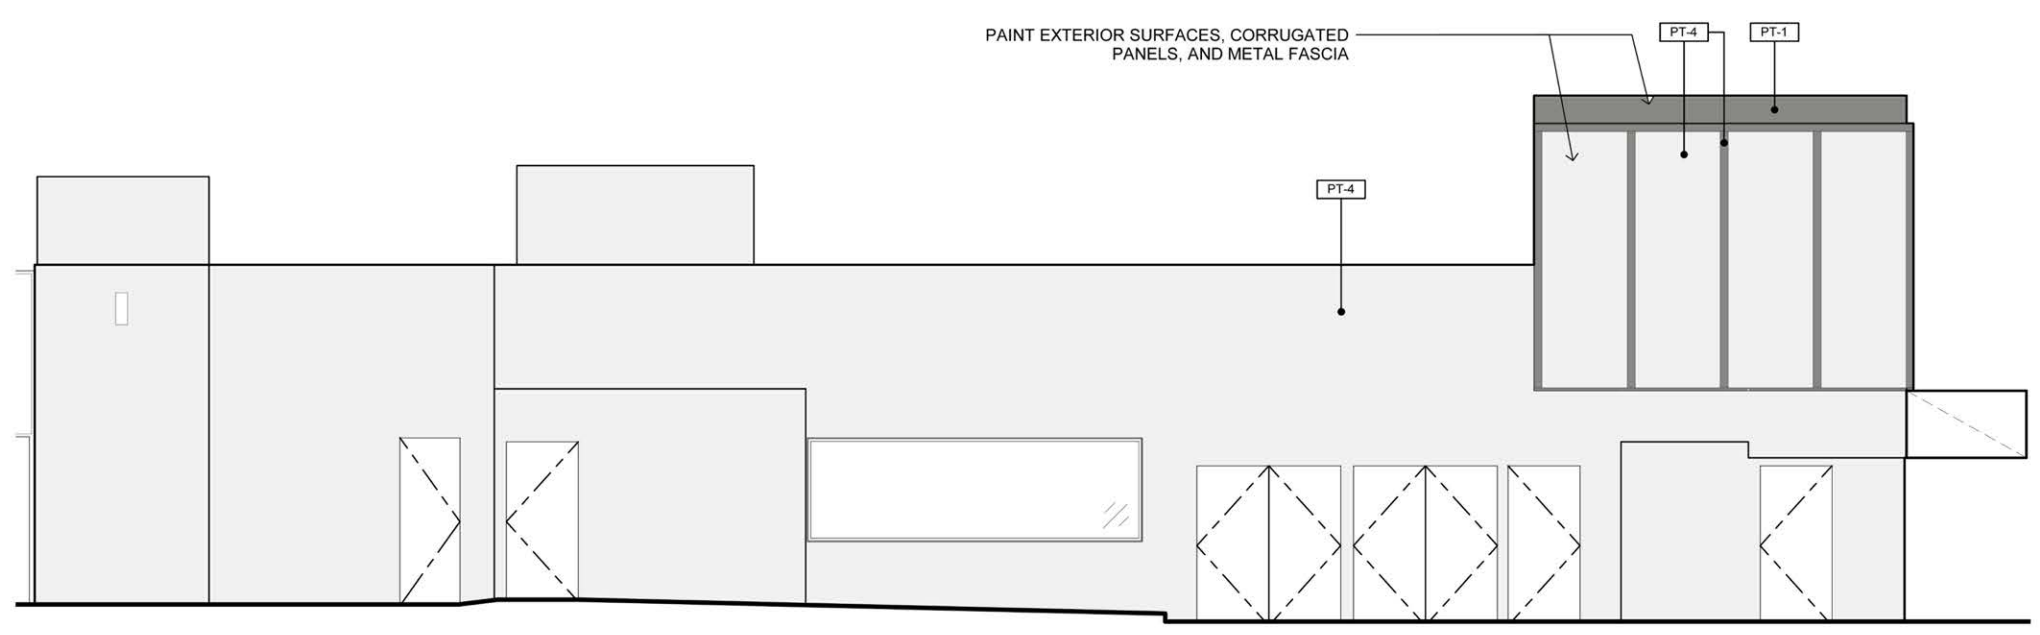 PAINT EXTERIOR SURFACES, CORRUGATED
PANELS, AND METAL FASCIA
PT-4
PT-1
PT-4